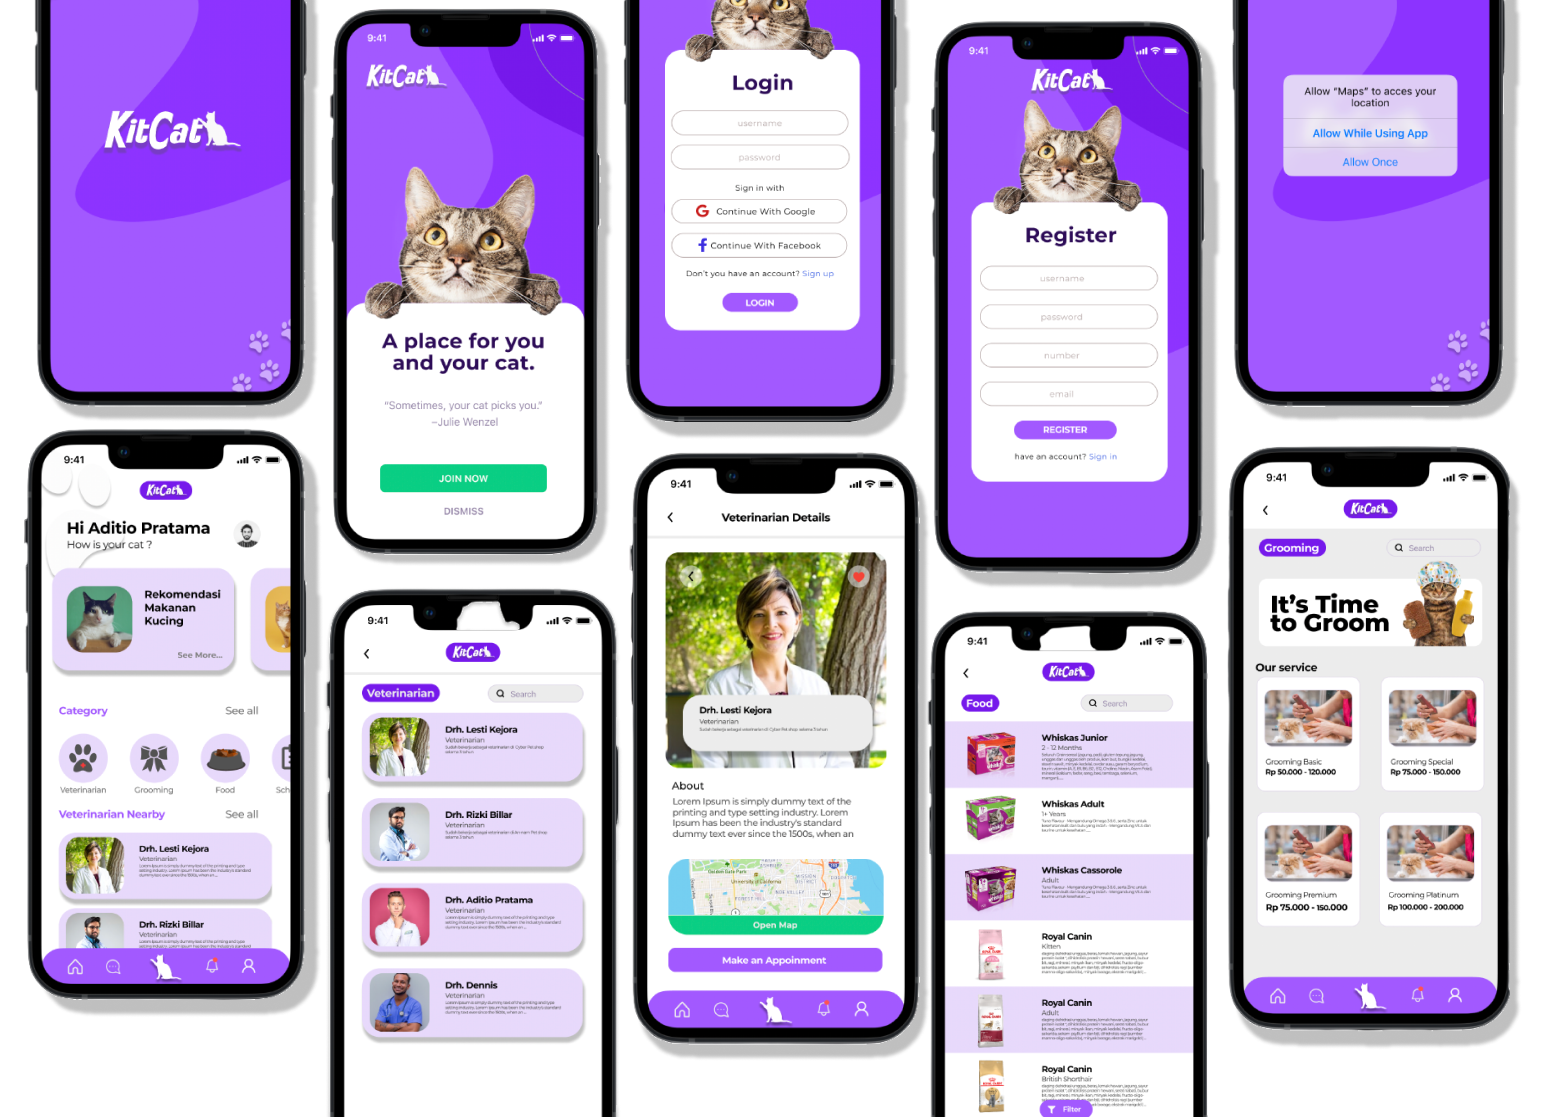 KitCat
9:41
KitCat
A place for you
and your cat.
“Sometimes, your cat picks you.”
–Julie Wenzel
JOIN NOW
DISMISS
Login
username
password
Sign in with
Continue With Google
Continue With Facebook
Don't you have an account? Sign up
LOGIN
9:41
KitCat
Register
username
password
number
email
REGISTER
have an account? Sign in
Allow “Maps” to acces your
location
Allow While Using App
Allow Once
9:41
KitCat
Hi Aditio Pratama
How is your cat ?
Rekomendasi
Makanan
Kucing
See More...
Category
See all
Veterinarian
Grooming
Food
Sch
Veterinarian Nearby
See all
Drh. Lesti Kejora
Veterinarian
Drh. Rizki Billar
Veterinarian
9:41
KitCat
Veterinarian
Search
Drh. Lesti Kejora
Veterinarian
Drh. Rizki Billar
Veterinarian
Drh. Aditio Pratama
Veterinarian
Drh. Dennis
Veterinarian
9:41
Veterinarian Details
Drh. Lesti Kejora
Veterinarian
About
Lorem Ipsum is simply dummy text of the
printing and type setting industry. Lorem
Ipsum has been the industry's standard
dummy text ever since the 1500s, when an
Open Map
Make an Appoinment
9:41
KitCat
Food
Search
Whiskas Junior
2 - 12 Months
Whiskas Adult
1+ Years
Whiskas Cassorole
Adult
Royal Canin
Kitten
Royal Canin
Adult
Royal Canin
British Shorthair
Filter
9:41
KitCat
Grooming
Search
It's Time
to Groom
Our service
Grooming Basic
Rp 50.000 - 120.000
Grooming Special
Rp 75.000 - 150.000
Grooming Premium
Rp 75.000 - 150.000
Grooming Platinum
Rp 100.000 - 200.000